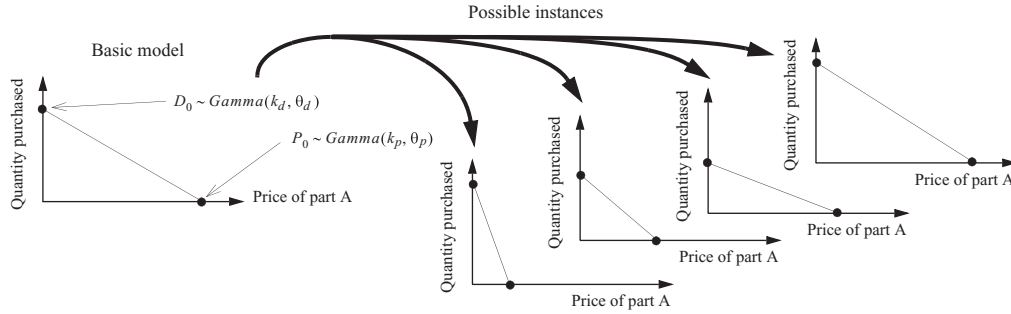 Possible instances
Basic model
Quantity purchased
D₀ ~ Gamma(k_d, θ_d)
P₀ ~ Gamma(k_p, θ_p)
Price of part A
Quantity purchased
Price of part A
Quantity purchased
Price of part A
Quantity purchased
Price of part A
Quantity purchased
Price of part A